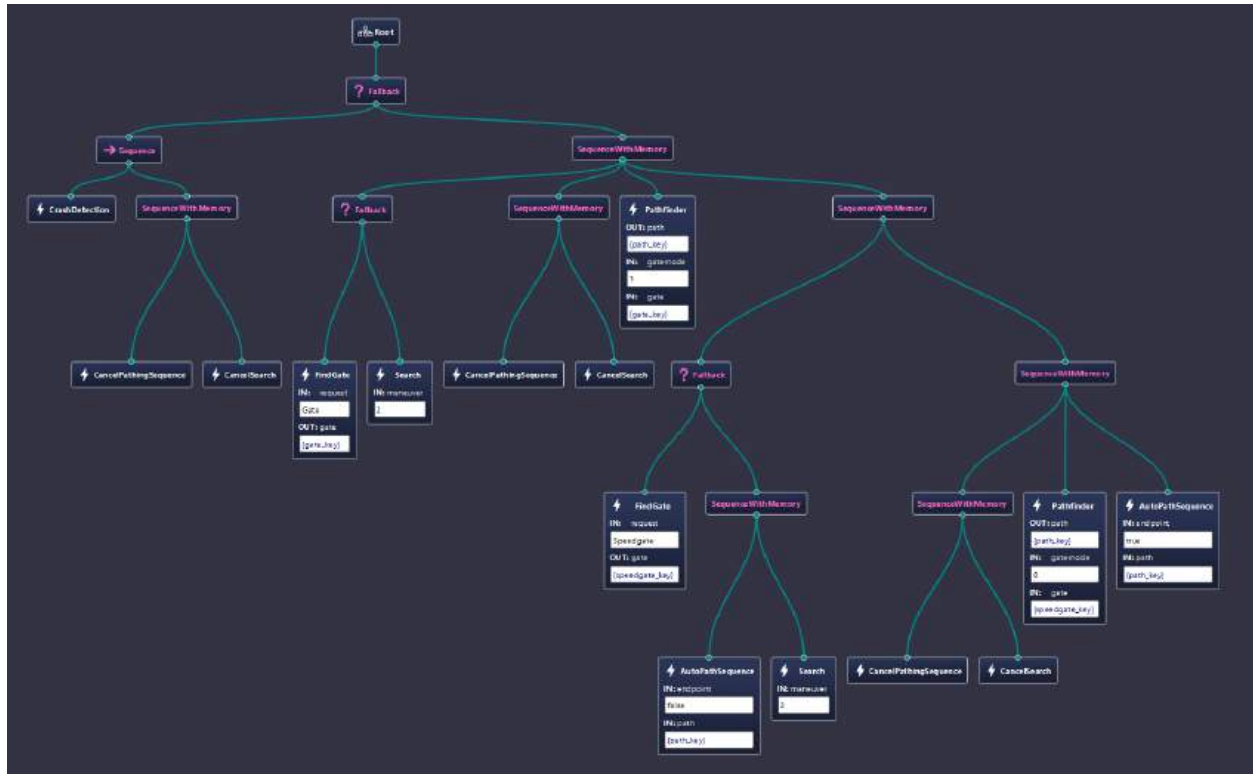 Root
? Fallback
→ Sequence
SequenceWithMemory
CrashDetection
SequenceWithMemory
? Fallback
SequenceWithMemory
Pathfinder
OUT: path
{path_key}
IN: gatemode
1
IN: gate
{gate_key}
SequenceWithMemory
CancelPathingSequence
CancelSearch
FindGate
IN: request
Gate
OUT: gate
{gate_key}
Search
IN: maneuver
2
CancelPathingSequence
CancelSearch
? Fallback
SequenceWithMemory
FindGate
IN: request
Speedgate
OUT: gate
{speedgate_key}
SequenceWithMemory
SequenceWithMemory
Pathfinder
OUT: path
{path_key}
IN: gatemode
0
IN: gate
{speedgate_key}
AutoPathSequence
IN: endpoint
true
IN: path
{path_key}
AutoPathSequence
IN: endpoint
false
IN: path
{path_key}
Search
IN: maneuver
CancelPathingSequence
CancelSearch